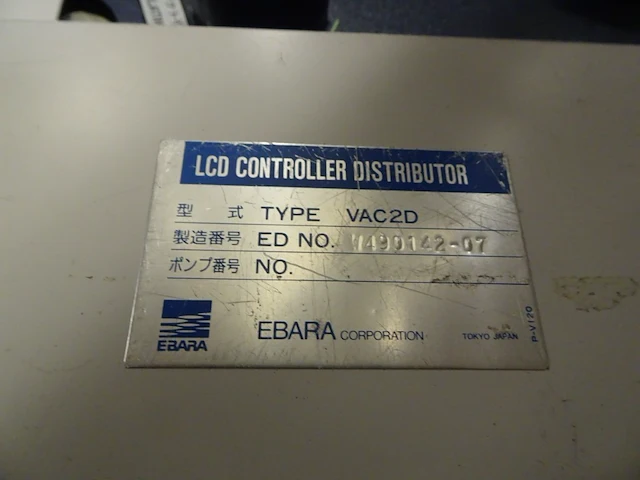 LCD CONTROLLER DISTRIBUTOR
型 式 TYPE VAC2D
製造番号 ED NO. V490142-07
ポンプ番号 NO.
EBARA
EBARA CORPORATION
TOKYO JAPAN
P-V120